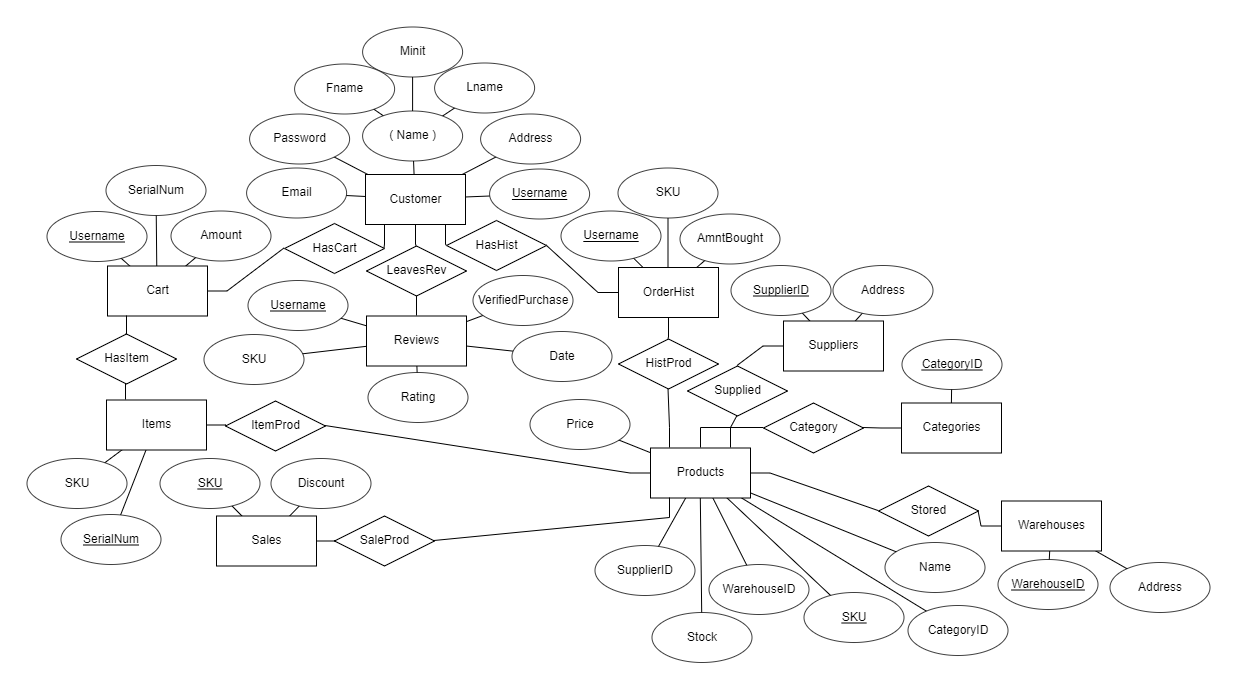 Minit
Fname
Lname
( Name )
Password
Address
Email
Customer
Username
SerialNum
SKU
Username
Amount
HasCart
HasHist
Username
AmntBought
LeavesRev
Cart
OrderHist
SupplierID
Address
Username
VerifiedPurchase
Reviews
Suppliers
HasItem
SKU
Date
HistProd
CategoryID
Rating
Supplied
Items
ItemProd
Price
Category
Categories
Products
SKU
SKU
Discount
Stored
Warehouses
SerialNum
Sales
SaleProd
SupplierID
WarehouseID
Name
WarehouseID
Address
SKU
Stock
CategoryID